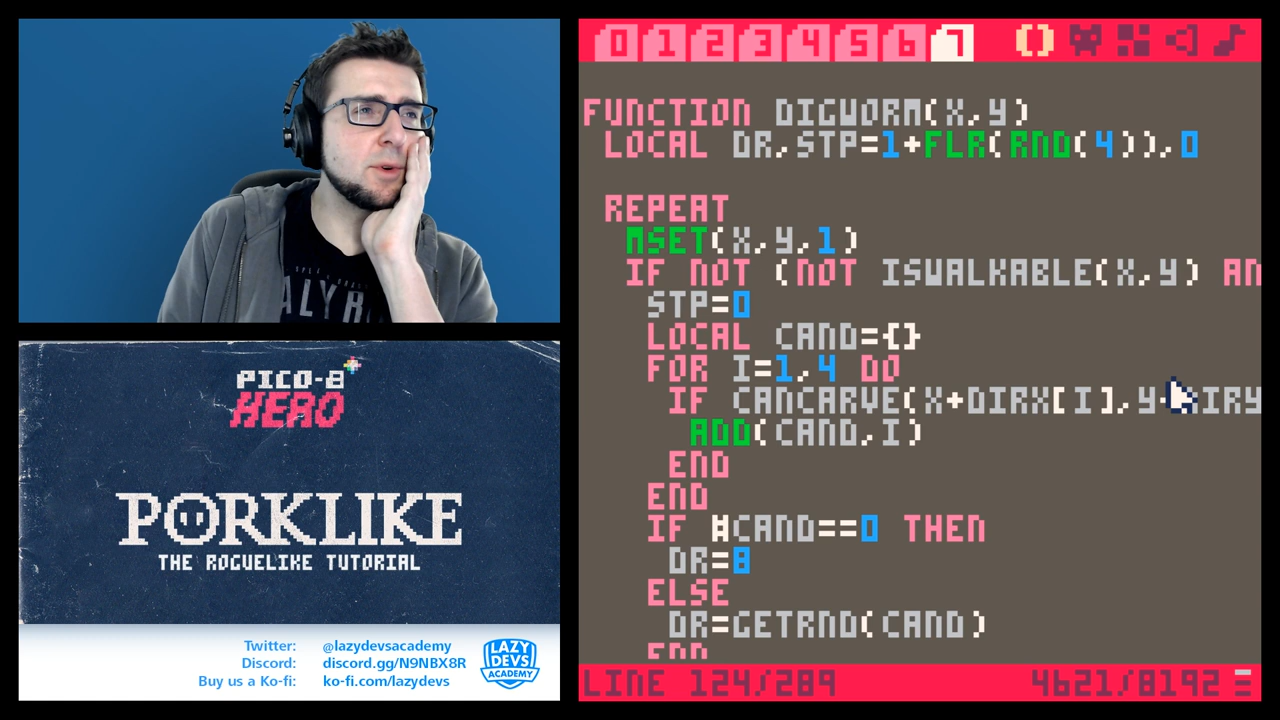 0 1 2 3 4 5 6 7
FUNCTION DIGWORM(X,Y)
LOCAL DR,STP=1+FLR(RND(4)),0
REPEAT
MSET(X,Y,1)
IF NOT (NOT ISWALKABLE(X,Y) AN
STP=0
LOCAL CAND={}
FOR I=1,4 DO
IF CANCARVE(X+DIRX[I],Y+DIRY
ADD(CAND,I)
END
END
IF #CAND==0 THEN
DR=8
ELSE
DR=GETRND(CAND)
END
LINE 124/289 4621/8192
PICO-8
HERO
PORKLIKE
THE ROGUELIKE TUTORIAL
Twitter: @lazydevsacademy
Discord: discord.gg/N9NBX8R
Buy us a Ko-fi: ko-fi.com/lazydevs
LAZY
DEVS
ACADEMY